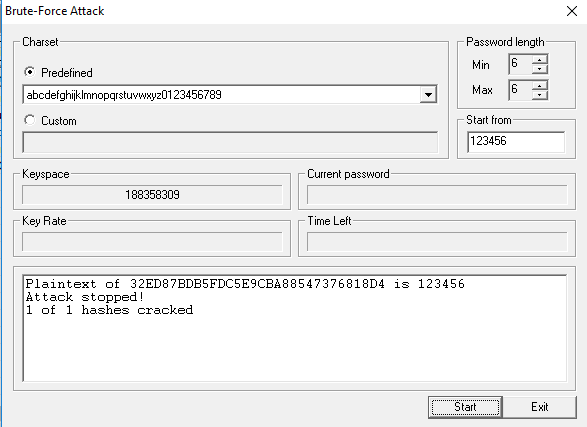 Brute-Force Attack
Charset
Predefined
abcdefghijklmnopqrstuvwxyz0123456789
Custom
Password length
Min 6
Max 6
Start from
123456
Keyspace
188358309
Current password
Key Rate
Time Left
Plaintext of 32ED87BDB5FDC5E9CBA88547376818D4 is 123456
Attack stopped!
1 of 1 hashes cracked
Start
Exit